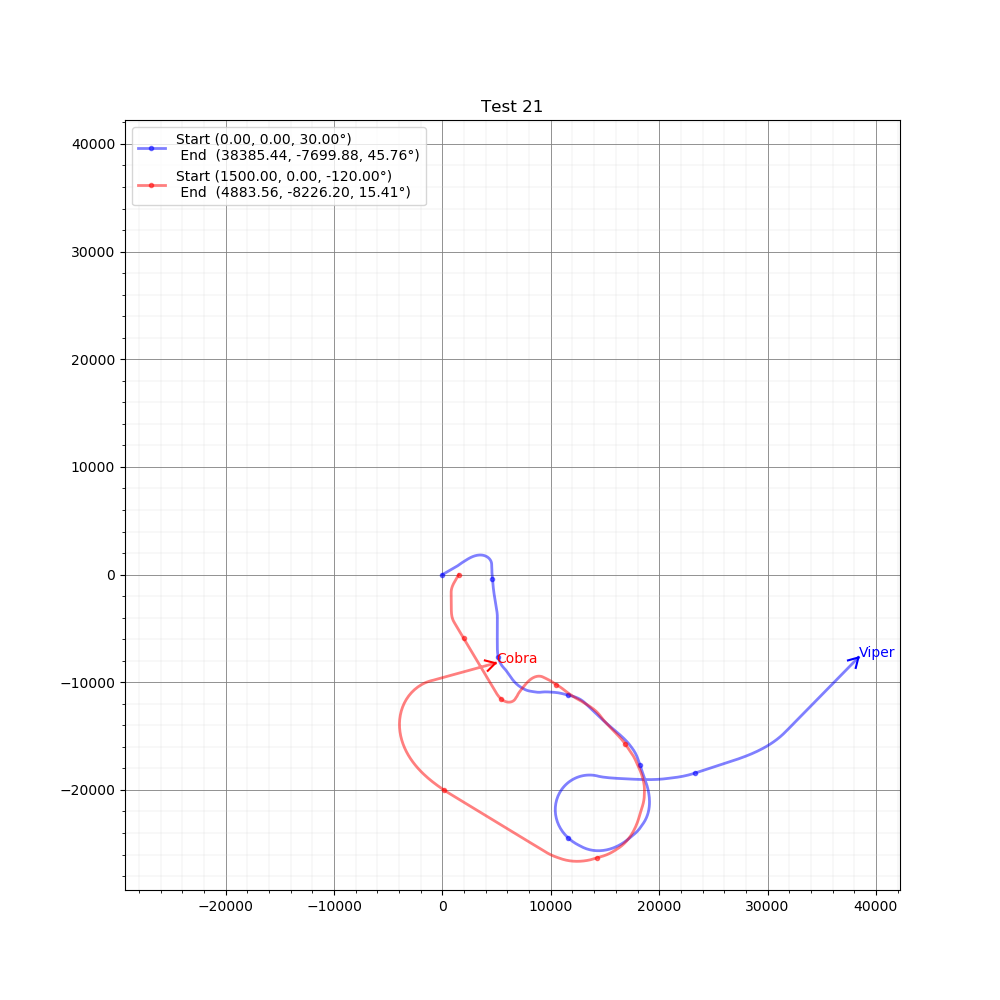 Test 21
Start (0.00, 0.00, 30.00°)
End (38385.44, -7699.88, 45.76°)
Start (1500.00, 0.00, -120.00°)
End (4883.56, -8226.20, 15.41°)
40000
30000
20000
10000
0
−10000
−20000
Cobra
Viper
−20000 −10000 0 10000 20000 30000 40000